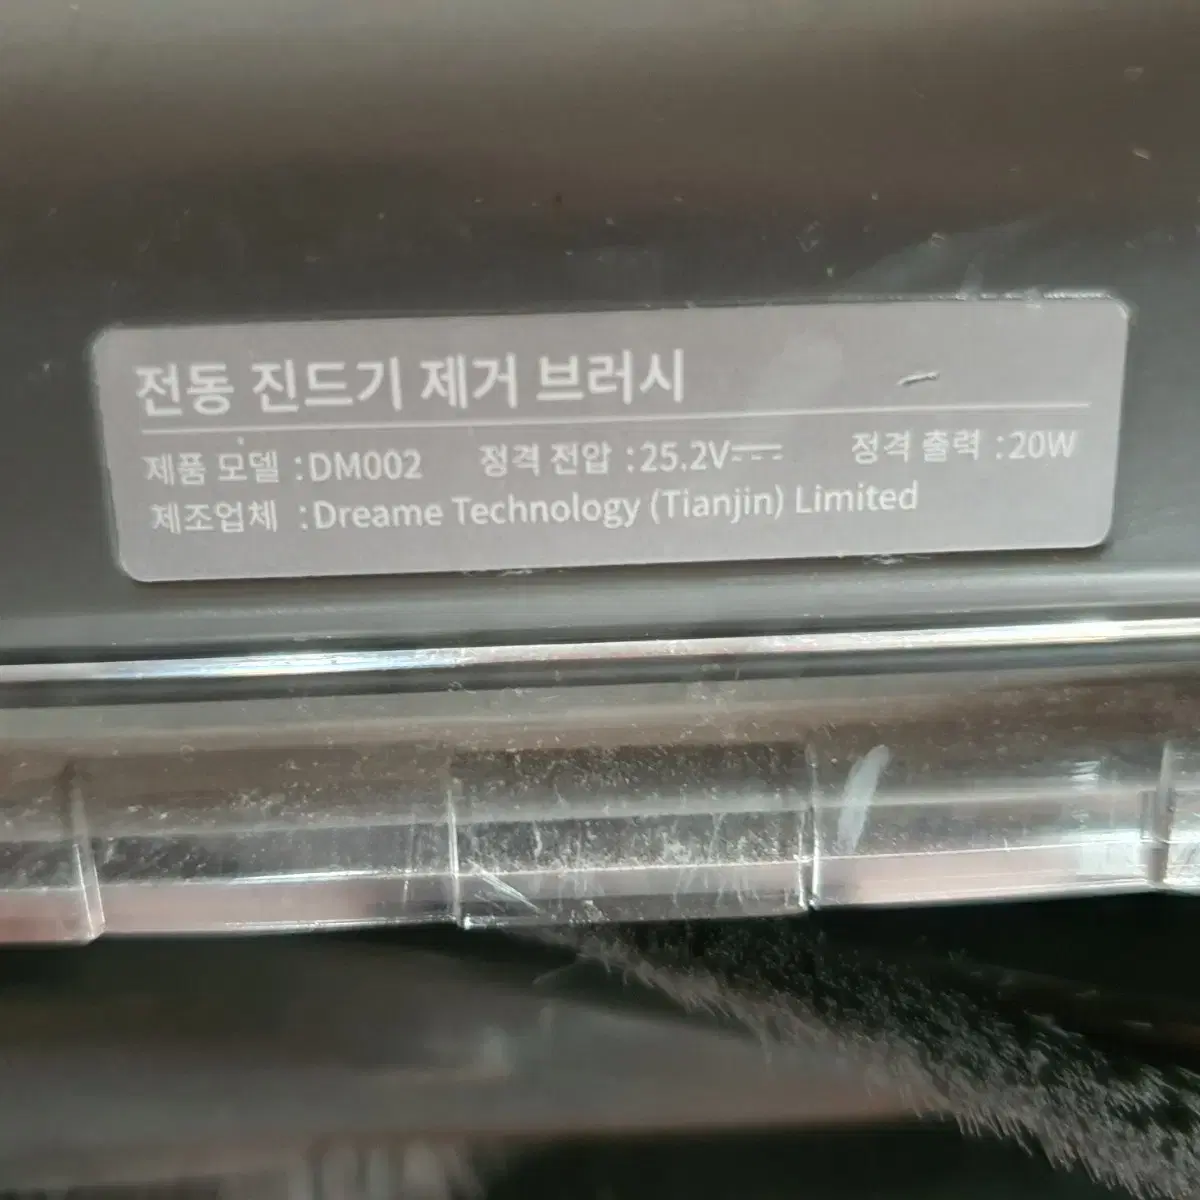 전동 진드기 제거 브러시
제품 모델 :DM002 정격 전압 :25.2V⎓ 정격 출력 :20W
제조업체 :Dreame Technology (Tianjin) Limited